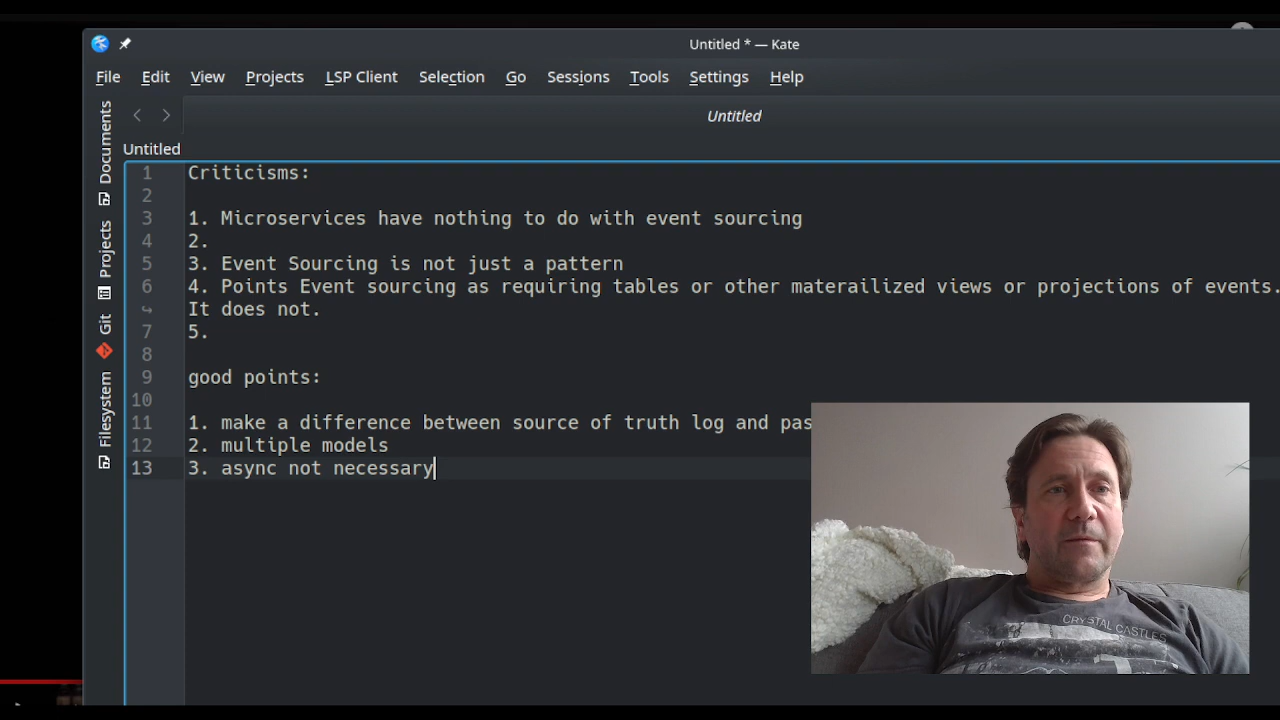 Untitled * — Kate
File Edit View Projects LSP Client Selection Go Sessions Tools Settings Help
Untitled
Untitled
Documents
Projects
Git
Filesystem
1 Criticisms:
2
3 1. Microservices have nothing to do with event sourcing
4 2.
5 3. Event Sourcing is not just a pattern
6 4. Points Event sourcing as requiring tables or other materailized views or projections of events.
It does not.
7 5.
8
9 good points:
10
11 1. make a difference between source of truth log and pas
12 2. multiple models
13 3. async not necessary
CRYSTAL CASTLES